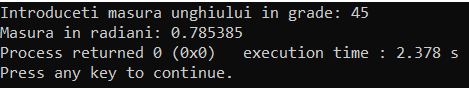 Introduceti masura unghiului in grade: 45
Masura in radiani: 0.785385
Process returned 0 (0x0)   execution time : 2.378 s
Press any key to continue.